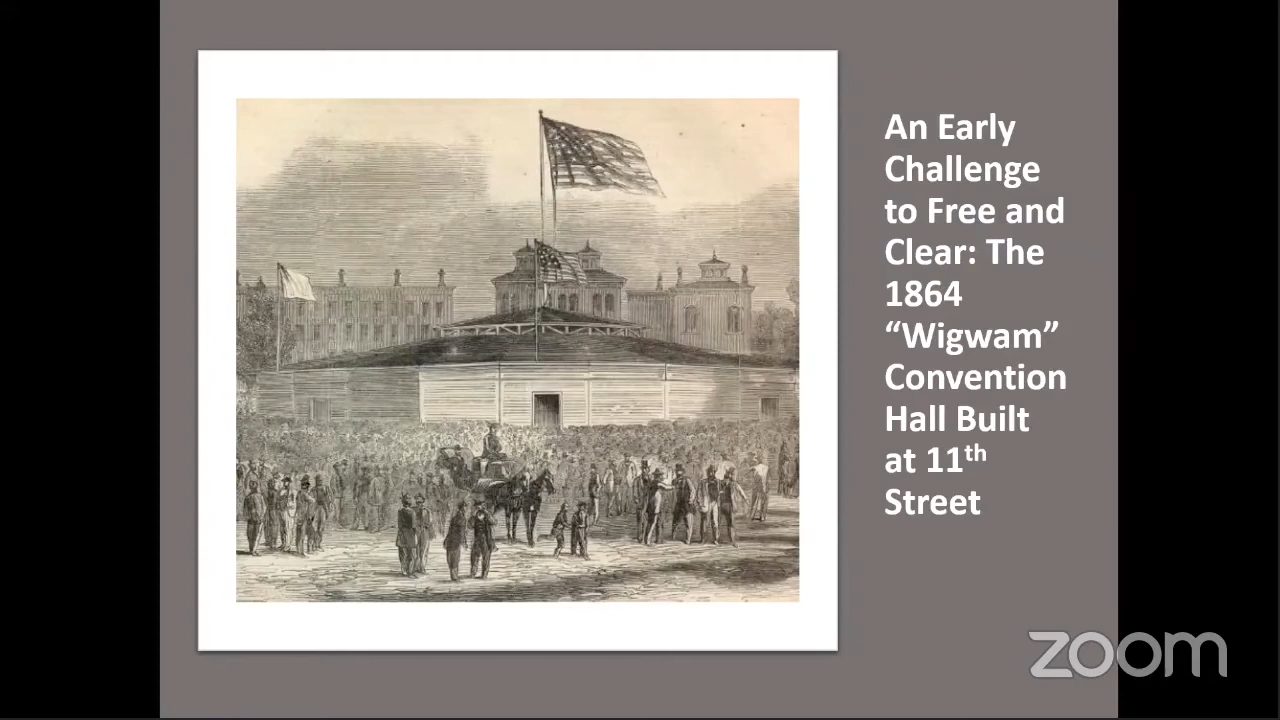 An Early
Challenge
to Free and
Clear: The
1864
“Wigwam”
Convention
Hall Built
at 11th
Street
zoom